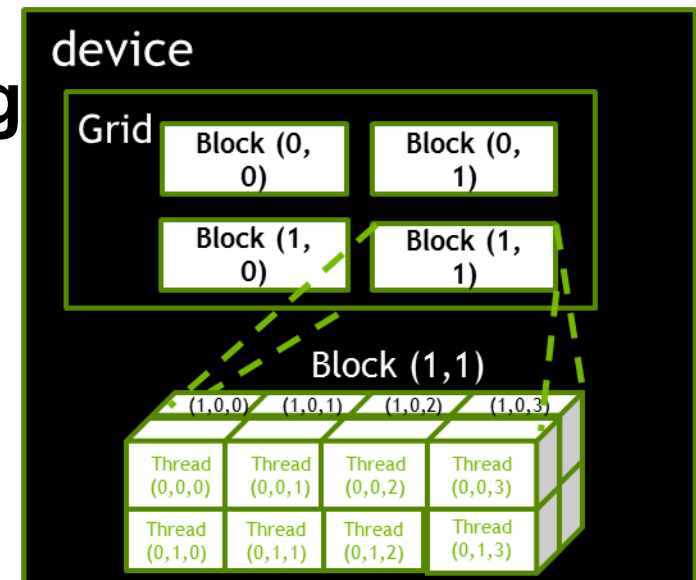 device
g
Grid
Block (0,
0)
Block (0,
1)
Block (1,
0)
Block (1,
1)
Block (1,1)
(1,0,0) (1,0,1) (1,0,2) (1,0,3)
Thread
(0,0,0)
Thread
(0,0,1)
Thread
(0,0,2)
Thread
(0,0,3)
Thread
(0,1,0)
Thread
(0,1,1)
Thread
(0,1,2)
Thread
(0,1,3)